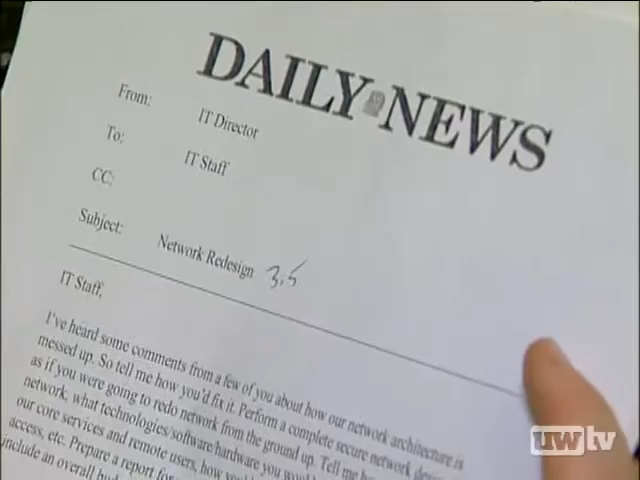 DAILY NEWS
From: IT Director
To: IT Staff
CC:
Subject: Network Redesign 3.5
IT Staff,
I've heard some comments from a few of you about how our network architecture is
messed up. So tell me how you'd fix it. Perform a complete secure network
as if you were going to redo network from the ground up. Tell me
network, what technologies/software/hardware you
our core services and remote users, how
access, etc. Prepare a report for
include an overall
uwtv